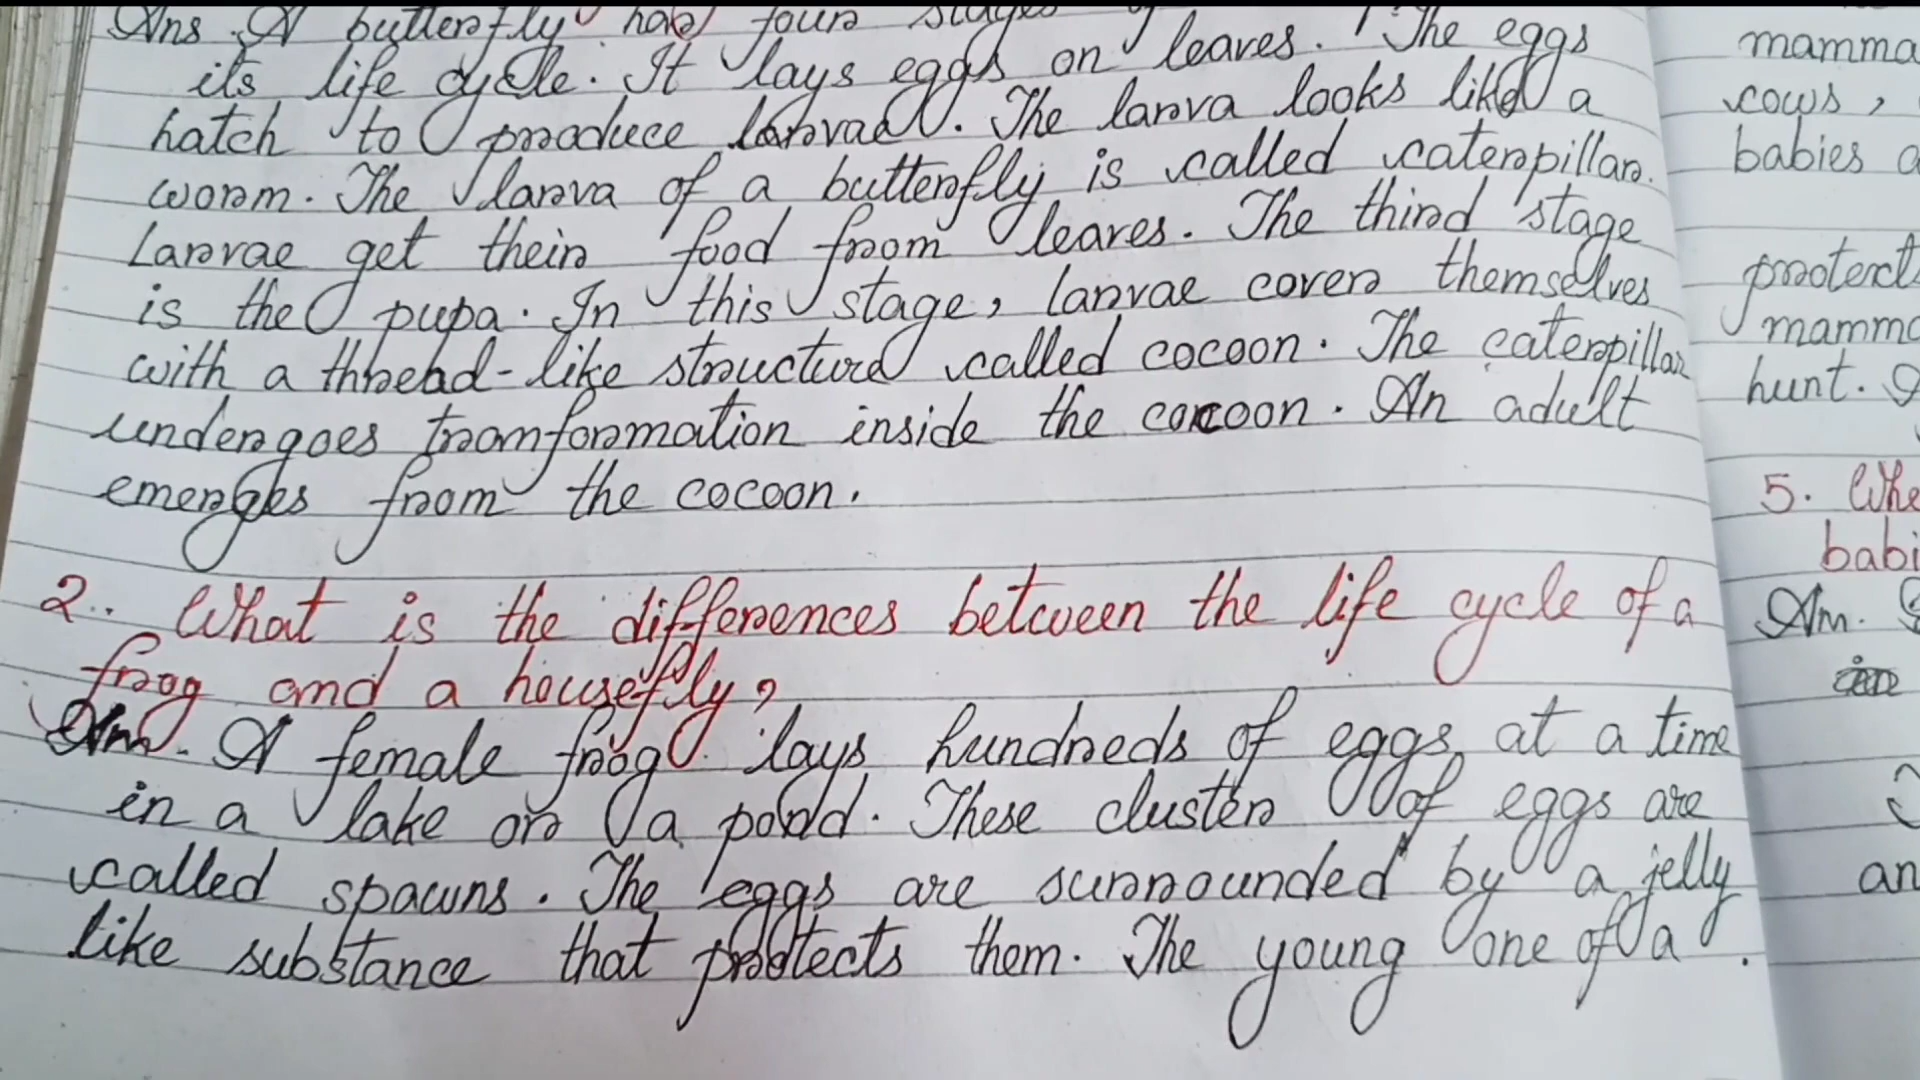 Ans. A butterfly has four stages
its life cycle. It lays eggs on leaves. The eggs
hatch to produce larvae. The larva looks like a
worm. The larva of a butterfly is called caterpillar.
Larvae get their food from leaves. The third stage
is the pupa. In this stage, larvae cover themselves
with a thread-like structure called cocoon. The caterpillar
undergoes tranformation inside the cocoon. An adult
emerges from the cocoon.
2. What is the differences between the life cycle of a
frog and a housefly?
Ans. A female frog lays hundreds of eggs at a time
in a lake or a pond. These cluster of eggs are
called spawns. The eggs are surrounded by a jelly
like substance that protects them. The young one of a
mamma
cows,
babies a
protect
mamma
hunt.
5. Whe
babi
Ans.
in
an